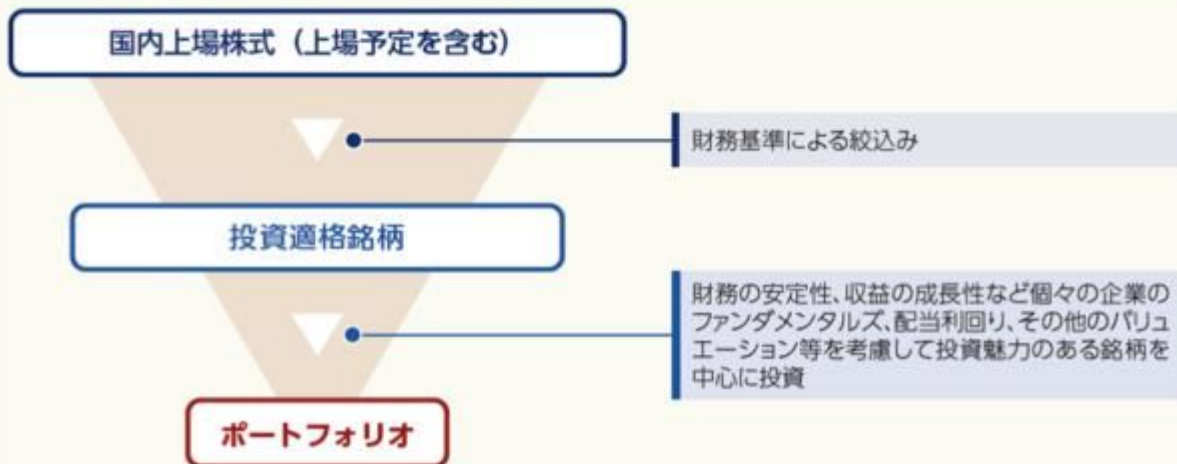 国内上場株式（上場予定を含む）
財務基準による絞込み
投資適格銘柄
財務の安定性、収益の成長性など個々の企業の
ファンダメンタルズ、配当利回り、その他のバリュ
エーション等を考慮して投資魅力のある銘柄を
中心に投資
ポートフォリオ